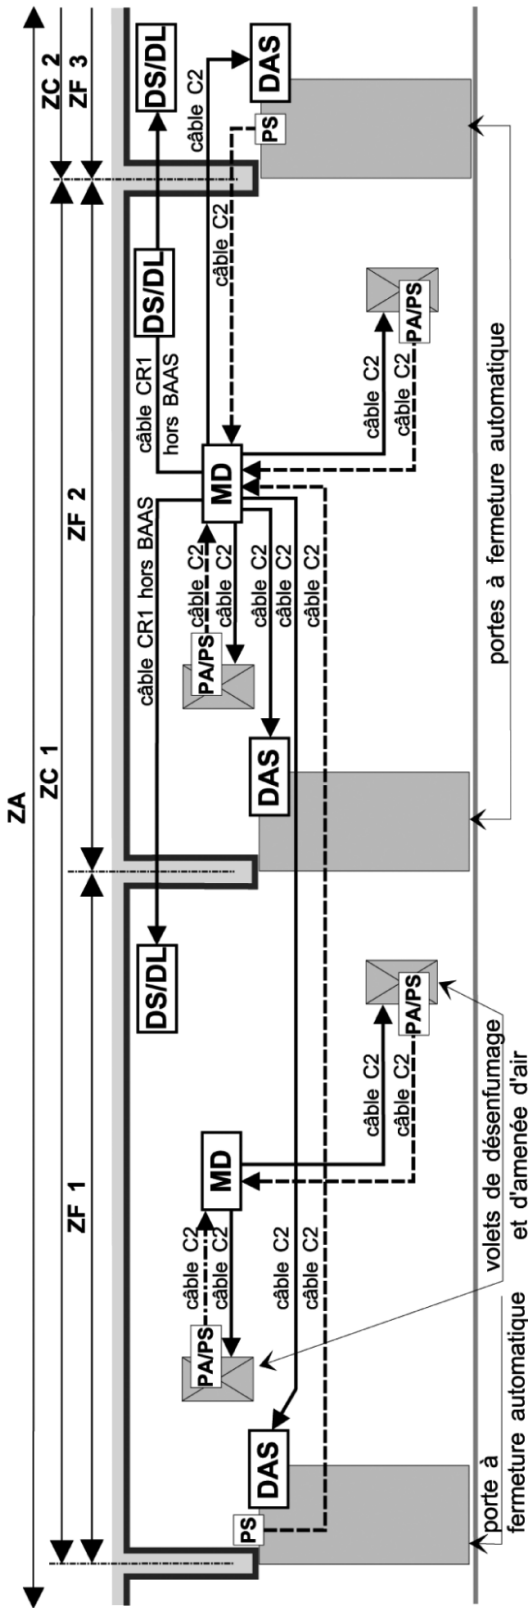 ZA
ZC 1
ZC 2
ZF 1
ZF 2
ZF 3
DS/DL
câble CR1 hors BAAS
câble CR1
hors BAAS
DS/DL
DS/DL
câble C2
DAS
PS
câble C2
MD
PA/PS
câble C2
câble C2
câble C2
câble C2
câble C2
DAS
câble C2
câble C2
PA/PS
MD
PA/PS
câble C2
câble C2
câble C2
câble C2
PA/PS
câble C2
câble C2
DAS
PS
porte à
fermeture automatique
volets de désenfumage
et d'amenée d'air
portes à fermeture automatique